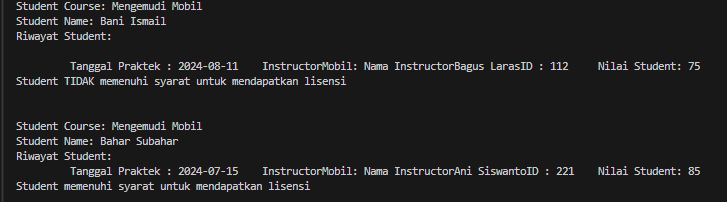 Student Course: Mengemudi Mobil
Student Name: Bani Ismail
Riwayat Student:
Tanggal Praktek : 2024-08-11 InstructorMobil: Nama InstructorBagus LarasID : 112 Nilai Student: 75
Student TIDAK memenuhi syarat untuk mendapatkan lisensi
Student Course: Mengemudi Mobil
Student Name: Bahar Subahar
Riwayat Student:
Tanggal Praktek : 2024-07-15 InstructorMobil: Nama InstructorAni SiswantoID : 221 Nilai Student: 85
Student memenuhi syarat untuk mendapatkan lisensi